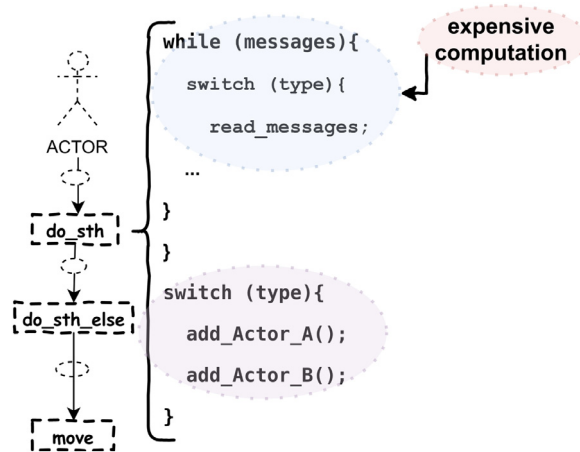 expensive
computation
while (messages){
switch (type){
read_messages;
...
}
}
switch (type){
add_Actor_A();
add_Actor_B();
}
ACTOR
do_sth
do_sth_else
move